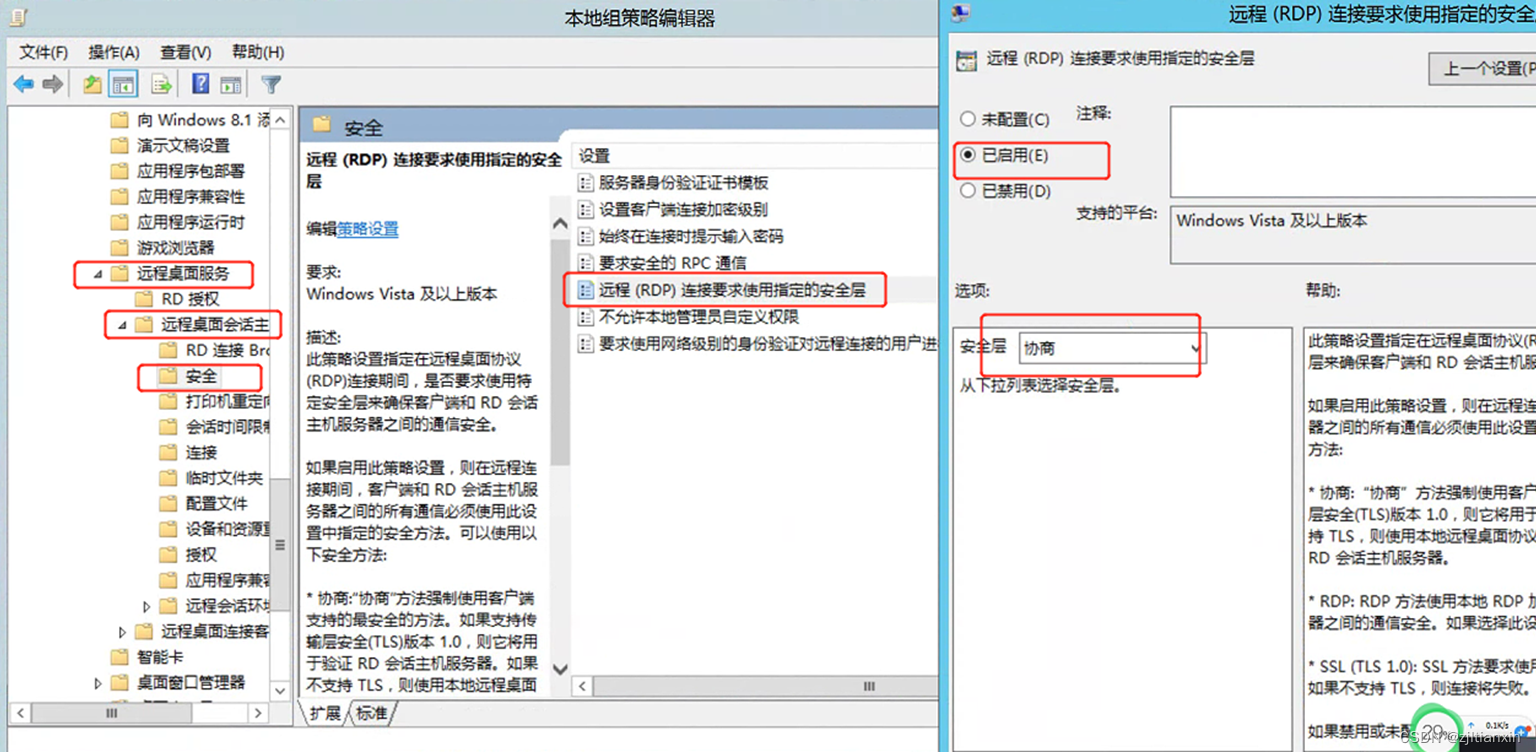 本地组策略编辑器
文件(F) 操作(A) 查看(V) 帮助(H)
向 Windows 8.1 添
演示文稿设置
应用程序包部署
应用程序兼容性
应用程序运行时
游戏浏览器
远程桌面服务
RD 授权
远程桌面会话主
RD 连接 Bro
安全
打印机重定向
会话时间限制
连接
临时文件夹
配置文件
设备和资源重
授权
应用程序兼容
远程会话环境
远程桌面连接客
智能卡
桌面窗口管理器
安全
远程 (RDP) 连接要求使用指定的安全
层
编辑策略设置
要求:
Windows Vista 及以上版本
描述:
此策略设置指定在远程桌面协议
(RDP)连接期间，是否要求使用特
定安全层来确保客户端和 RD 会话
主机服务器之间的通信安全。
如果启用此策略设置，则在远程连
接期间，客户端和 RD 会话主机服
务器之间的所有通信必须使用此设
置中指定的安全方法。可以使用以
下安全方法:
* 协商:“协商”方法强制使用客户端
支持的最安全的方法。如果支持传
输层安全(TLS)版本 1.0，则它将用
于验证 RD 会话主机服务器。如果
不支持 TLS，则使用本地远程桌面
设置
服务器身份验证证书模板
设置客户端连接加密级别
始终在连接时提示输入密码
要求安全的 RPC 通信
远程 (RDP) 连接要求使用指定的安全层
不允许本地管理员自定义权限
要求使用网络级别的身份验证对远程连接的用户进
扩展 标准
远程 (RDP) 连接要求使用指定的安全
远程 (RDP) 连接要求使用指定的安全层
上一个设置(P
未配置(C)
已启用(E)
已禁用(D)
注释:
支持的平台:
Windows Vista 及以上版本
选项:
帮助:
安全层 协商
从下拉列表选择安全层。
此策略设置指定在远程桌面协议(R
层来确保客户端和 RD 会话主机服
如果启用此策略设置，则在远程连
器之间的所有通信必须使用此设置
方法:
* 协商:“协商”方法强制使用客户
层安全(TLS)版本 1.0，则它将用于
持 TLS，则使用本地远程桌面协议
RD 会话主机服务器。
* RDP: RDP 方法使用本地 RDP 加
器之间的通信安全。如果选择此设
* SSL (TLS 1.0): SSL 方法要求使用
如果不支持 TLS，则连接将失败。
如果禁用或未配
0.1K/s
CSDN @zjltianxin